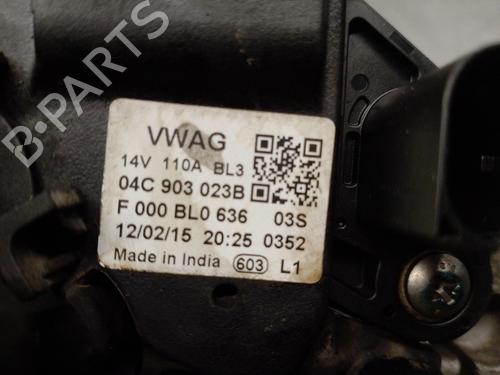 VWAG
14V 110A BL3
04C 903 023B
F 000 BL0 636 03S
12/02/15 20:25 0352
Made in India 603 L1
B-PARTS